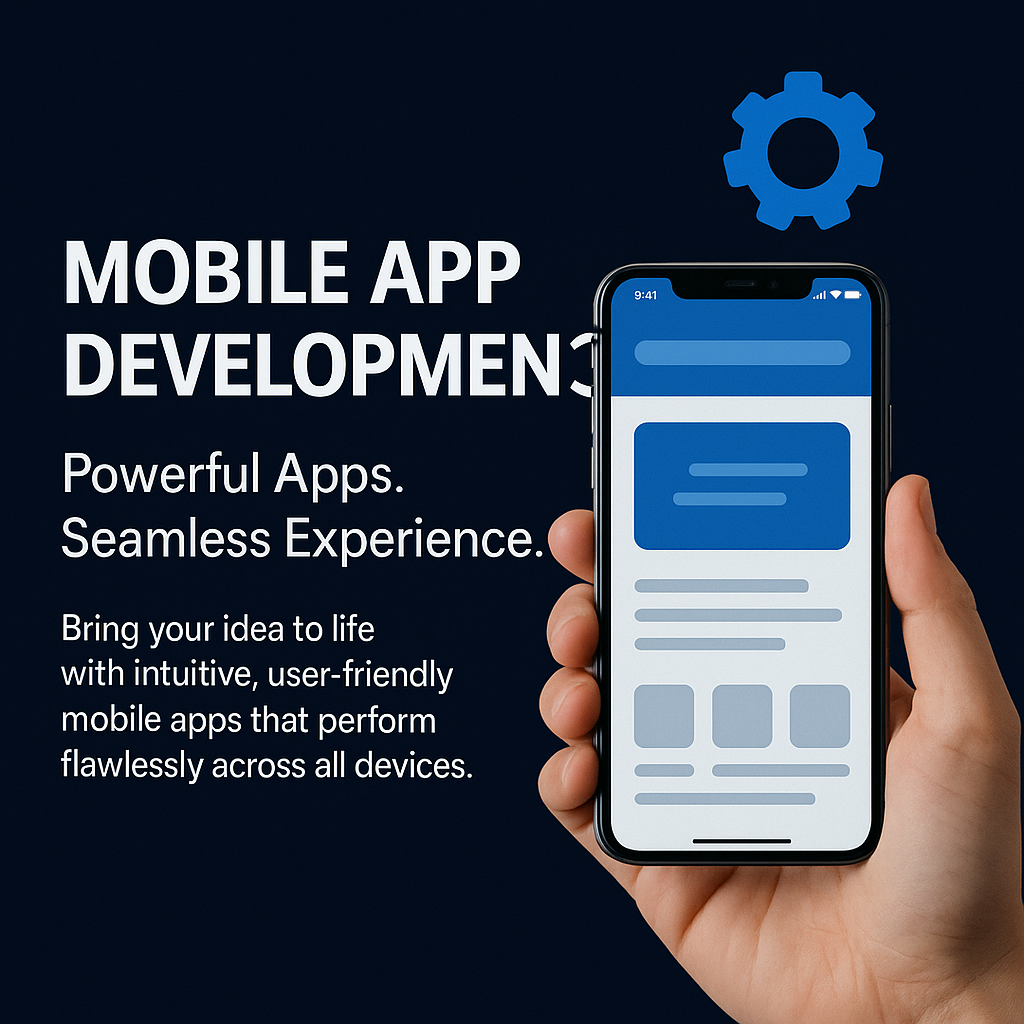 MOBILE APP
DEVELOPMEN
Powerful Apps.
Seamless Experience.
Bring your idea to life
with intuitive, user-friendly
mobile apps that perform
flawlessly across all devices.
9:41